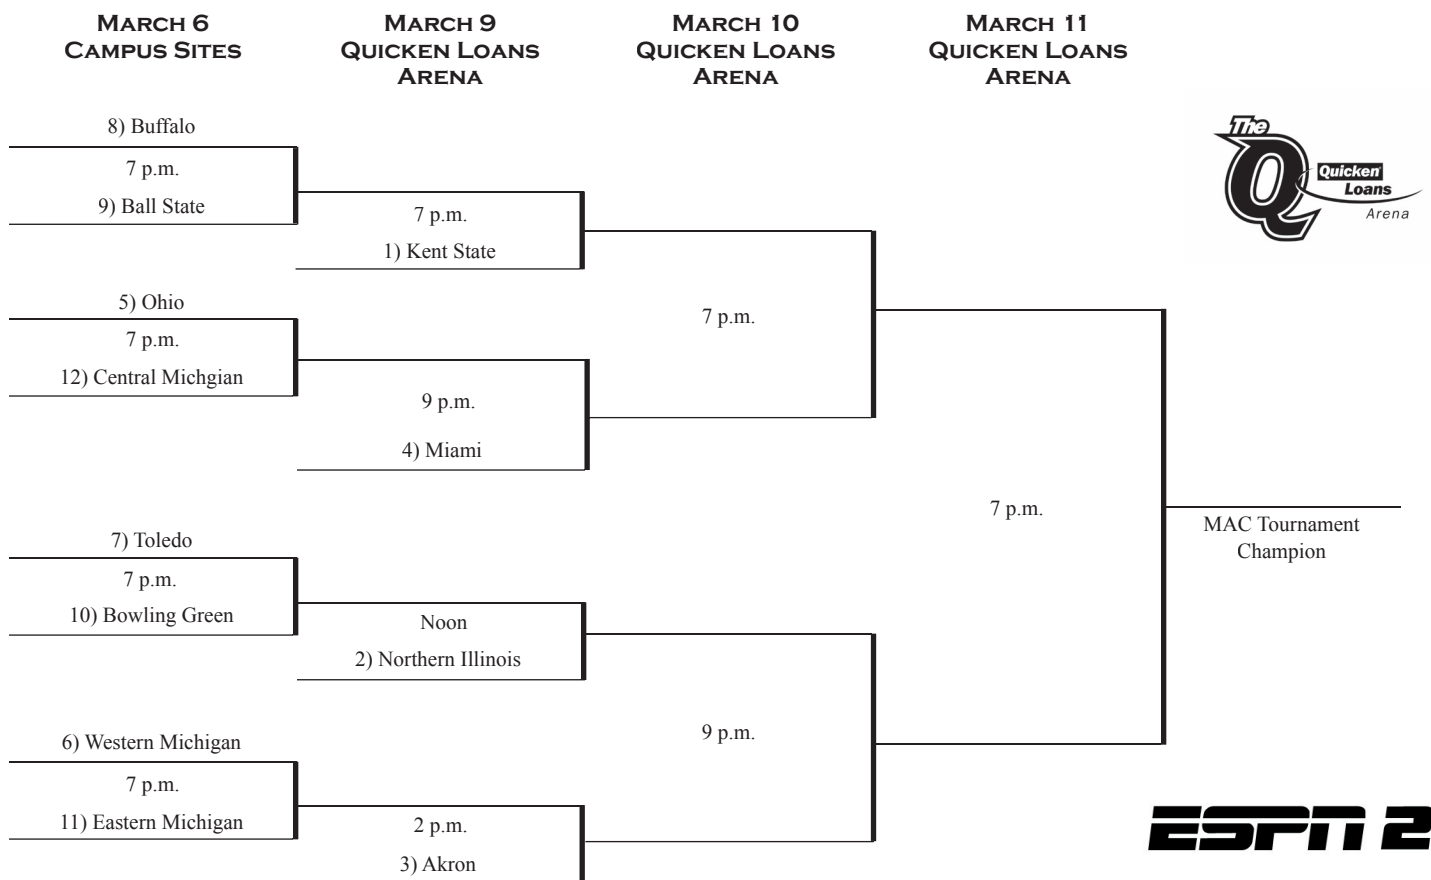 MARCH 6
CAMPUS SITES
MARCH 9
QUICKEN LOANS
ARENA
MARCH 10
QUICKEN LOANS
ARENA
MARCH 11
QUICKEN LOANS
ARENA
The
Q
Quicken
Loans
Arena
8) Buffalo
7 p.m.
9) Ball State
7 p.m.
1) Kent State
5) Ohio
7 p.m.
12) Central Michgian
9 p.m.
4) Miami
7 p.m.
7) Toledo
7 p.m.
10) Bowling Green
Noon
2) Northern Illinois
6) Western Michigan
7 p.m.
11) Eastern Michigan
2 p.m.
3) Akron
9 p.m.
7 p.m.
MAC Tournament
Champion
ESPN 2